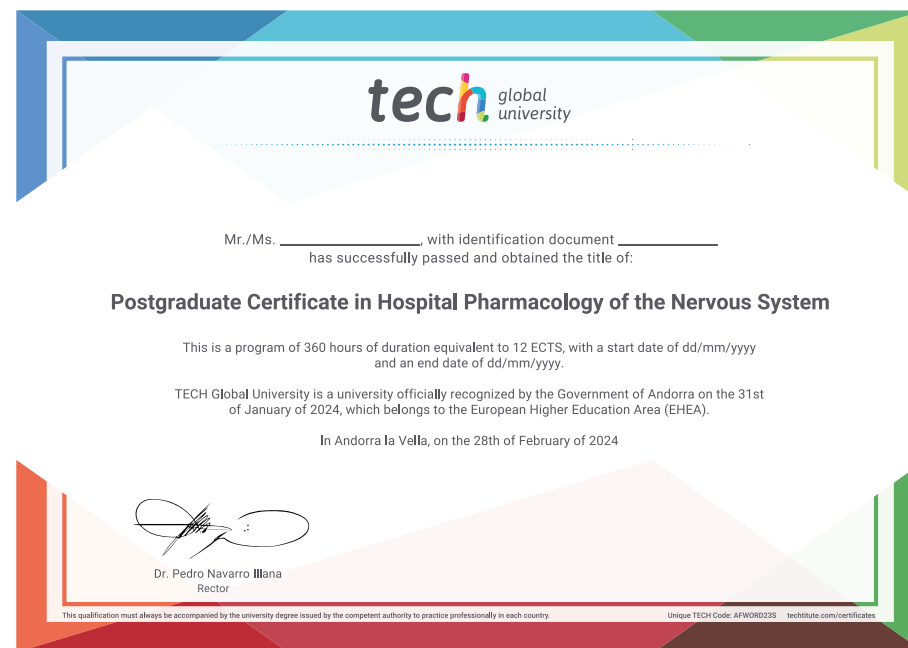 tech global
university
Mr./Ms. ____________________, with identification document ______________
has successfully passed and obtained the title of:
Postgraduate Certificate in Hospital Pharmacology of the Nervous System
This is a program of 360 hours of duration equivalent to 12 ECTS, with a start date of dd/mm/yyyy
and an end date of dd/mm/yyyy.
TECH Global University is a university officially recognized by the Government of Andorra on the 31st
of January of 2024, which belongs to the European Higher Education Area (EHEA).
In Andorra la Vella, on the 28th of February of 2024
Dr. Pedro Navarro Illana
Rector
This qualification must always be accompanied by the university degree issued by the competent authority to practice professionally in each country. Unique TECH Code: AFWORD23S techtitute.com/certificates